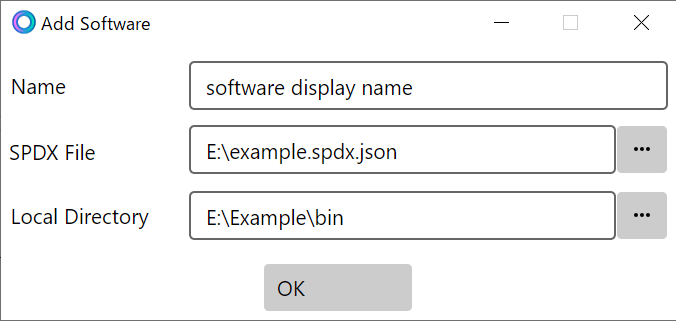 Add Software
Name
software display name
SPDX File
E:\example.spdx.json
...
Local Directory
E:\Example\bin
...
OK